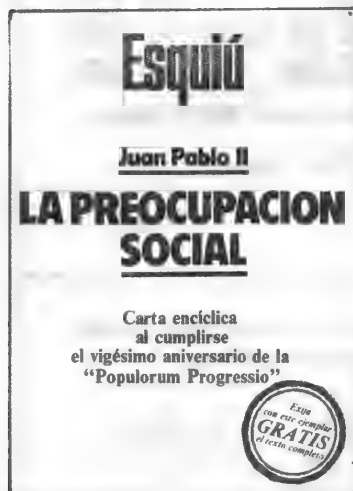 Esquiú
Juan Pablo II
LA PREOCUPACION
SOCIAL
Carta encíclica
al cumplirse
el vigésimo aniversario de la
“Populorum Progressio”
Exija
con este ejemplar
GRATIS
el texto completo